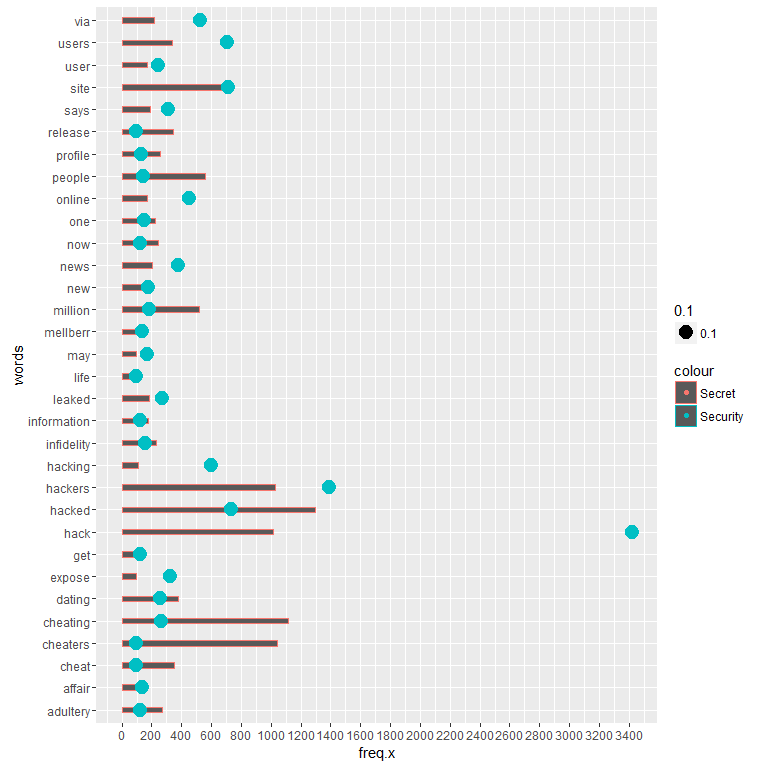 via
users
user
site
says
release
profile
people
online
one
now
news
new
million
mellberr
may
life
leaked
information
infidelity
hacking
hackers
hacked
hack
get
expose
dating
cheating
cheaters
cheat
affair
adultery
words
0 200 400 600 800 1000 1200 1400 1600 1800 2000 2200 2400 2600 2800 3000 3200 3400
freq.x
0.1
0.1
colour
Secret
Security